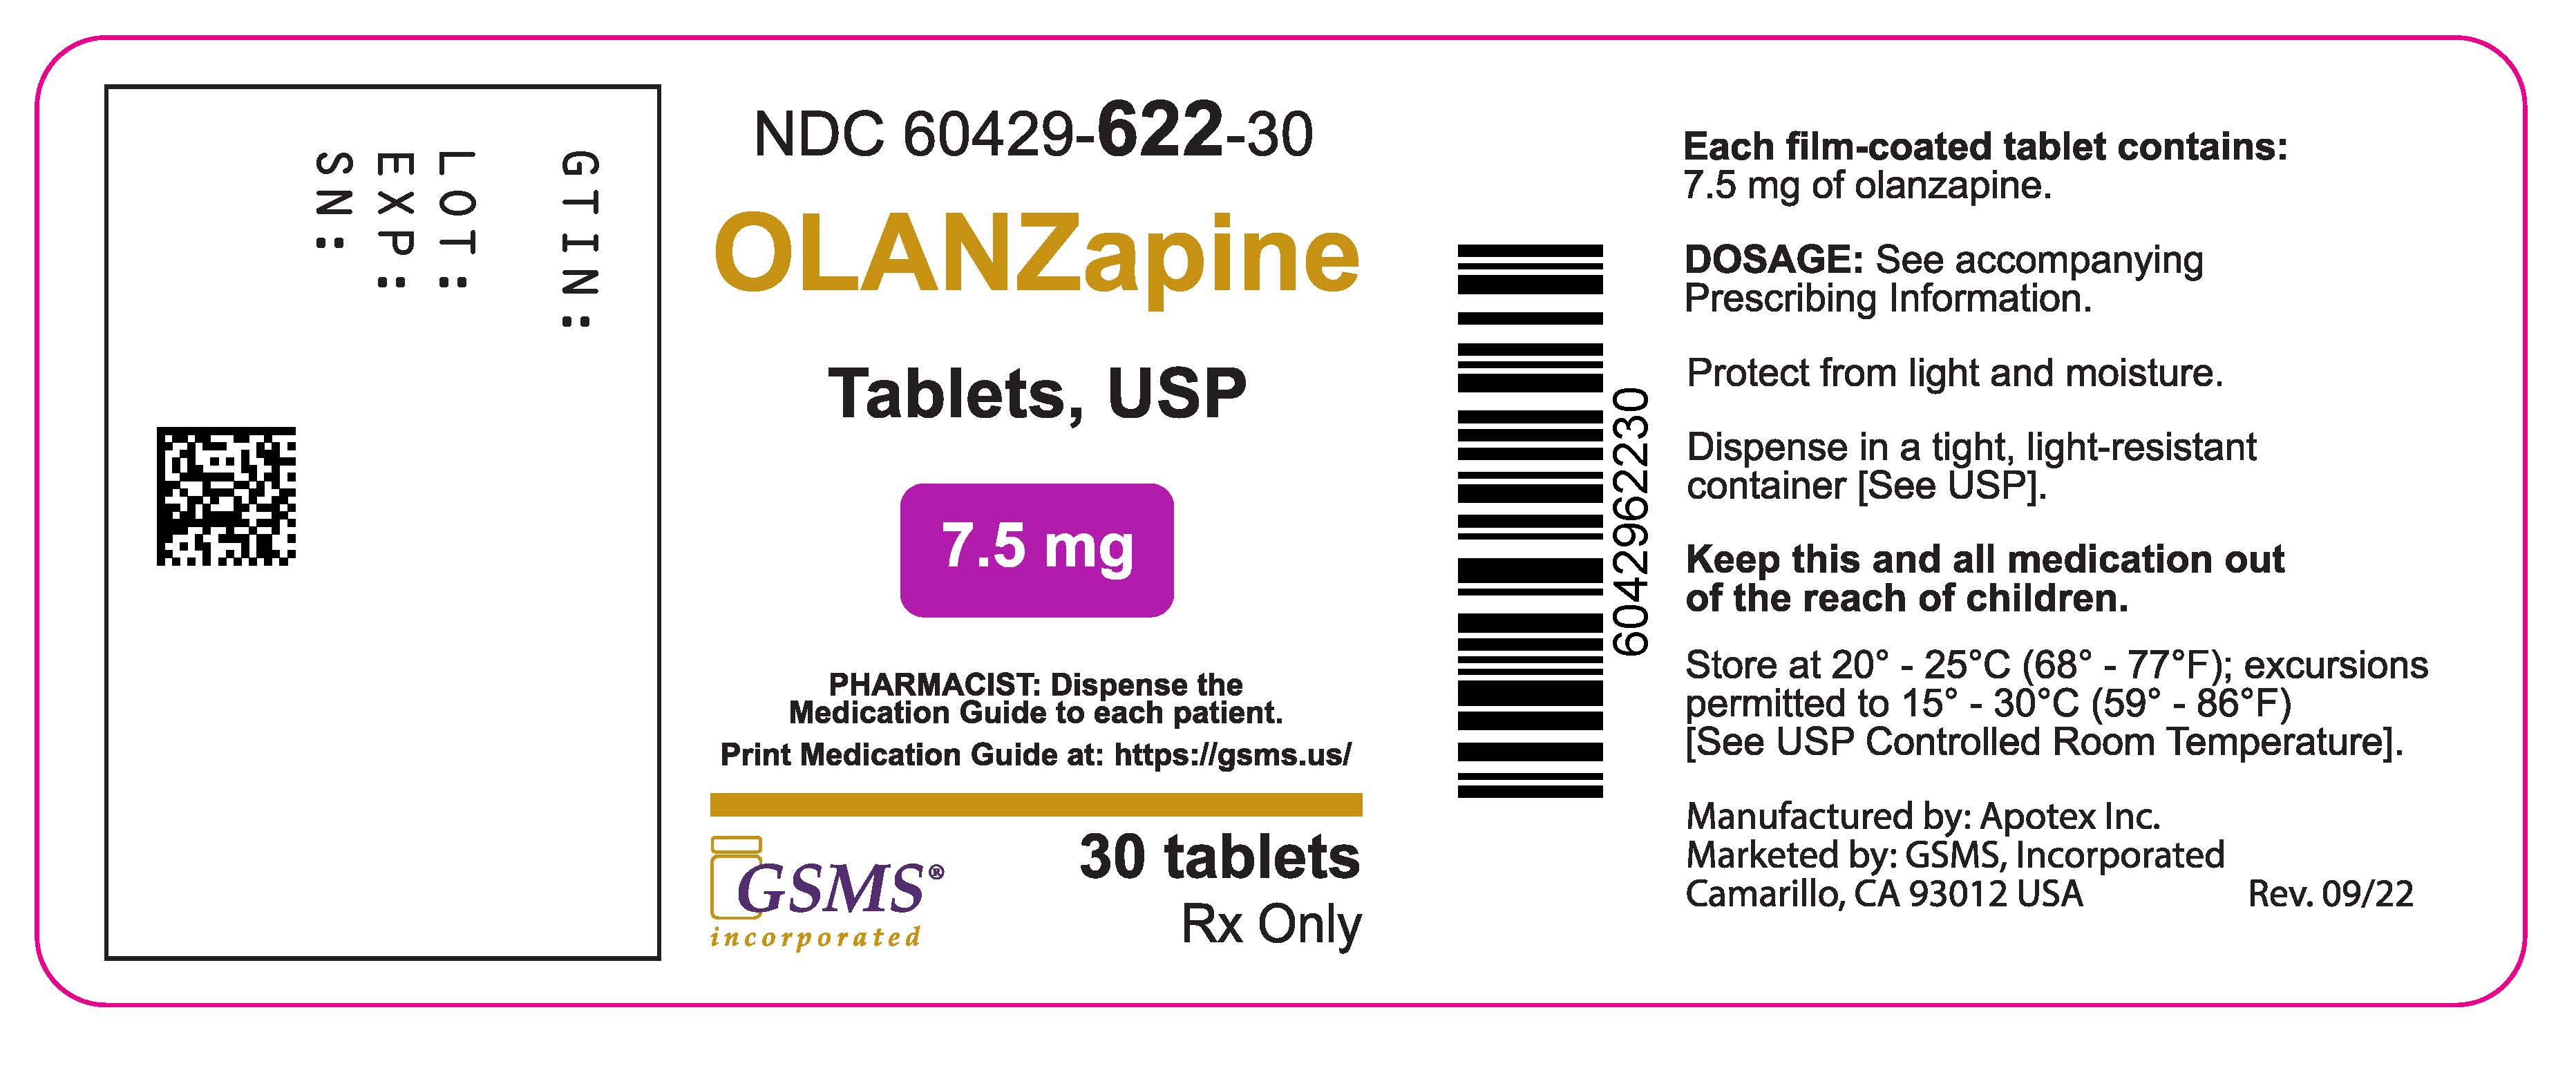 GTIN:
LOT:
EXP:
SN:
NDC 60429-622-30
OLANZapine
Tablets, USP
7.5 mg
PHARMACIST: Dispense the
Medication Guide to each patient.
Print Medication Guide at: https://gsms.us/
GSMS®
incorporated
30 tablets
Rx Only
6042962230
Each film-coated tablet contains:
7.5 mg of olanzapine.
DOSAGE: See accompanying
Prescribing Information.
Protect from light and moisture.
Dispense in a tight, light-resistant
container [See USP].
Keep this and all medication out
of the reach of children.
Store at 20° - 25°C (68° - 77°F); excursions
permitted to 15° - 30°C (59° - 86°F)
[See USP Controlled Room Temperature].
Manufactured by: Apotex Inc.
Marketed by: GSMS, Incorporated
Camarillo, CA 93012 USA Rev. 09/22